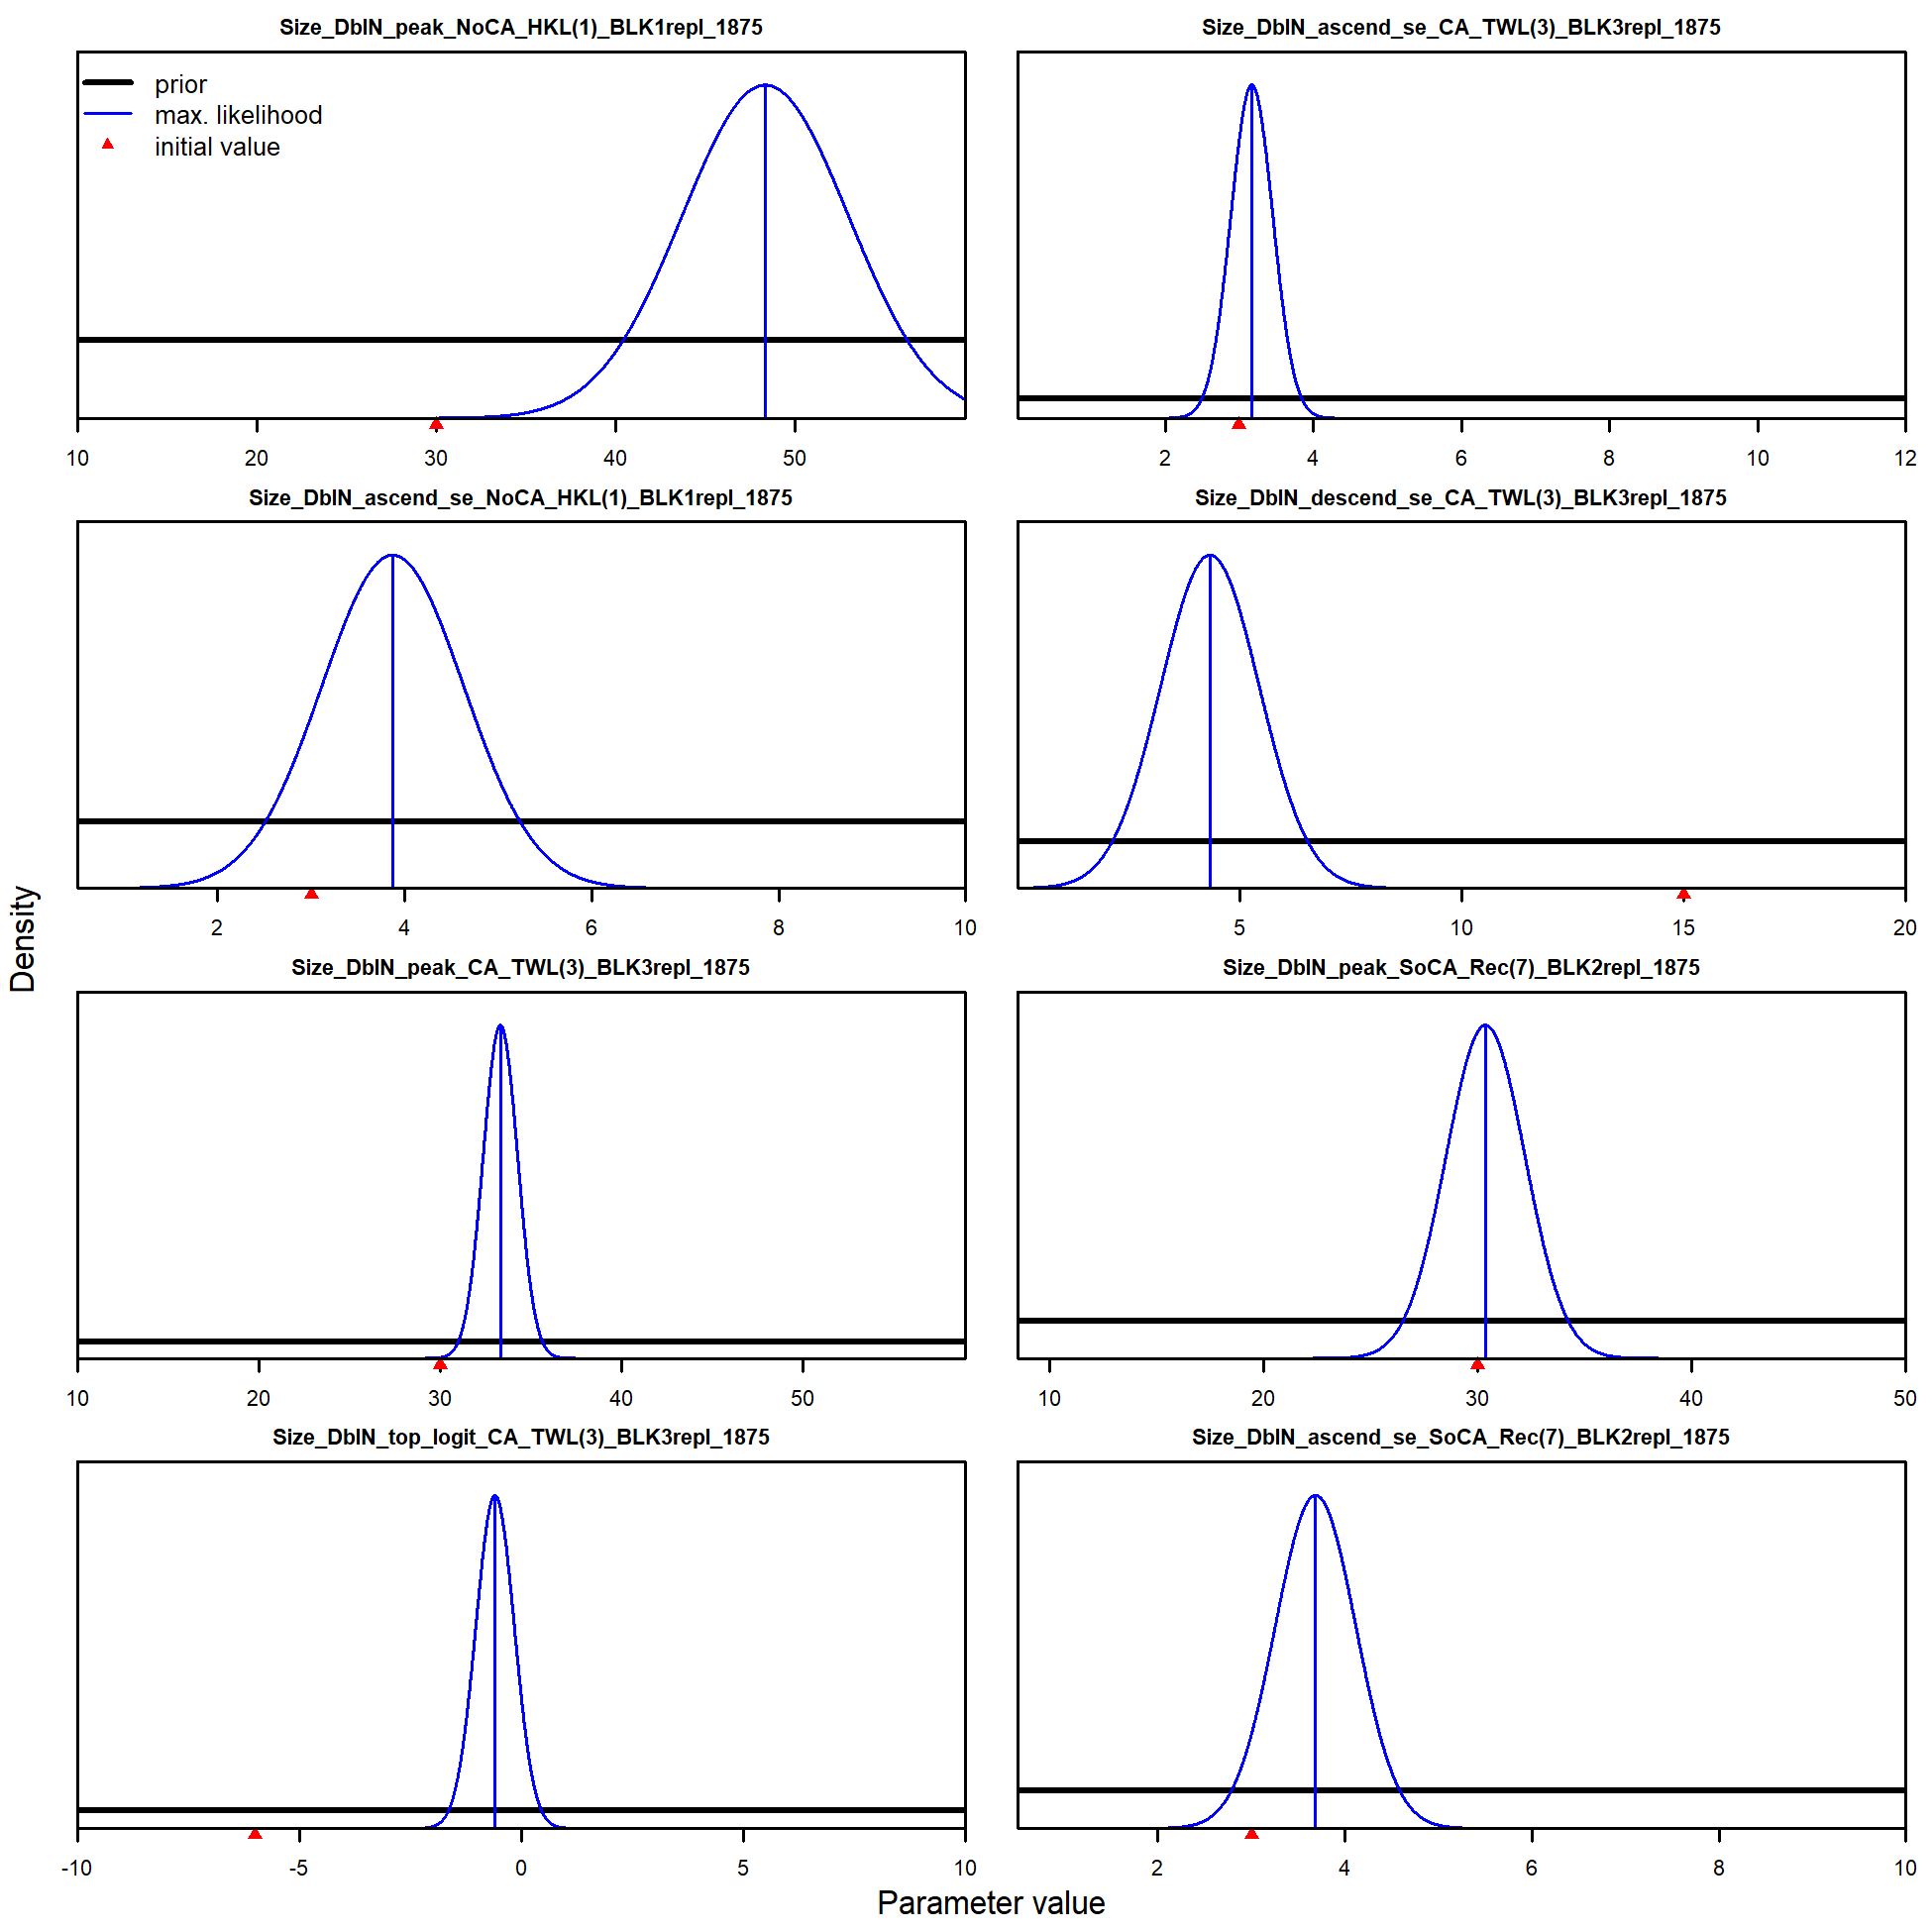 Size_DblN_peak_NoCA_HKL(1)_BLK1repl_1875
prior
max. likelihood
initial value
10 20 30 40 50
Size_DblN_ascend_se_CA_TWL(3)_BLK3repl_1875
2 4 6 8 10 12
Size_DblN_ascend_se_NoCA_HKL(1)_BLK1repl_1875
2 4 6 8 10
Size_DblN_descend_se_CA_TWL(3)_BLK3repl_1875
5 10 15 20
Size_DblN_peak_CA_TWL(3)_BLK3repl_1875
10 20 30 40 50
Size_DblN_peak_SoCA_Rec(7)_BLK2repl_1875
10 20 30 40 50
Size_DblN_top_logit_CA_TWL(3)_BLK3repl_1875
-10 -5 0 5 10
Size_DblN_ascend_se_SoCA_Rec(7)_BLK2repl_1875
2 4 6 8 10
Density
Parameter value